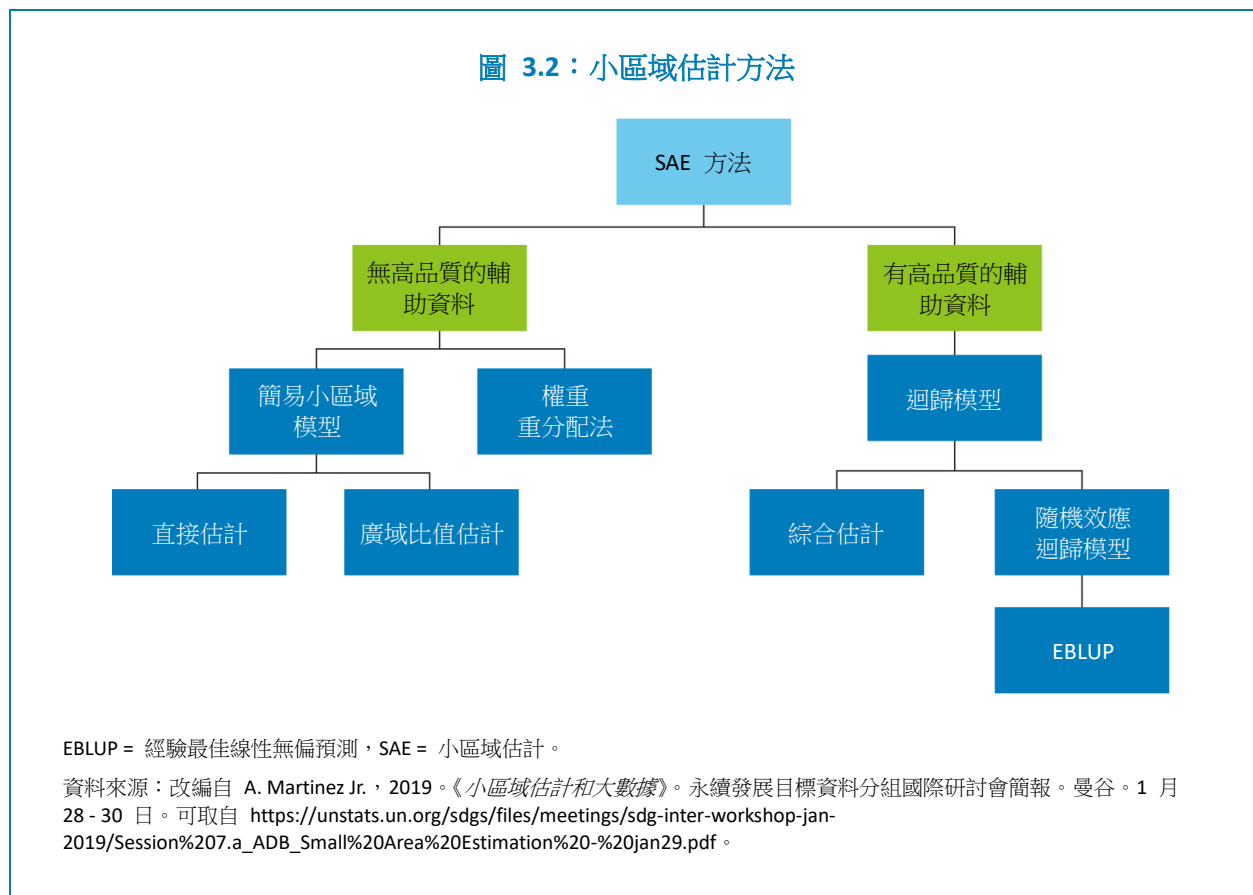 圖 3.2：小區域估計方法
SAE 方法
無高品質的輔
助資料
有高品質的輔
助資料
簡易小區域
模型
權重
重分配法
迴歸模型
直接估計
廣域比值估計
綜合估計
隨機效應
迴歸模型
EBLUP
EBLUP = 經驗最佳線性無偏預測，SAE = 小區域估計。
資料來源：改編自 A. Martinez Jr.，2019。《小區域估計和大數據》。永續發展目標資料分組國際研討會簡報。曼谷。1 月
28 - 30 日。可取自 https://unstats.un.org/sdgs/files/meetings/sdg-inter-workshop-jan-
2019/Session%207.a_ADB_Small%20Area%20Estimation%20-%20jan29.pdf。